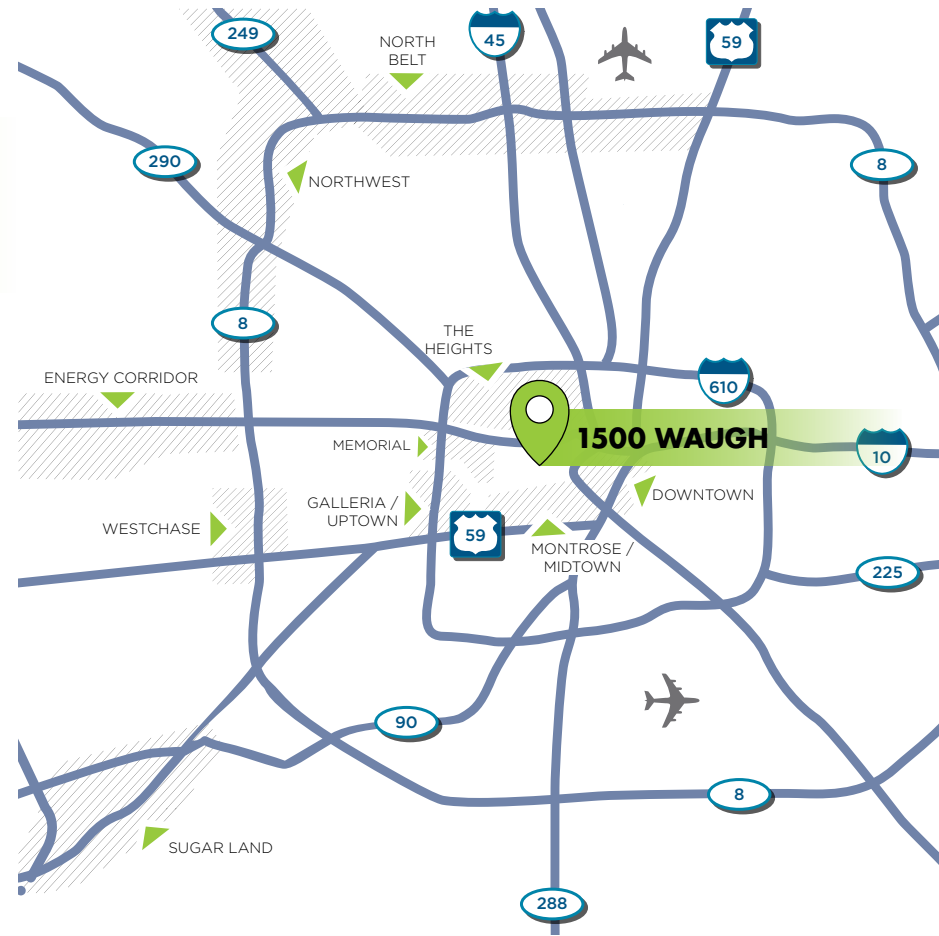 249
45
59
NORTH
BELT
290
8
NORTHWEST
8
THE
HEIGHTS
ENERGY CORRIDOR
610
1500 WAUGH
MEMORIAL
10
DOWNTOWN
GALLERIA /
UPTOWN
WESTCHASE
59
MONTROSE /
MIDTOWN
225
90
8
SUGAR LAND
288